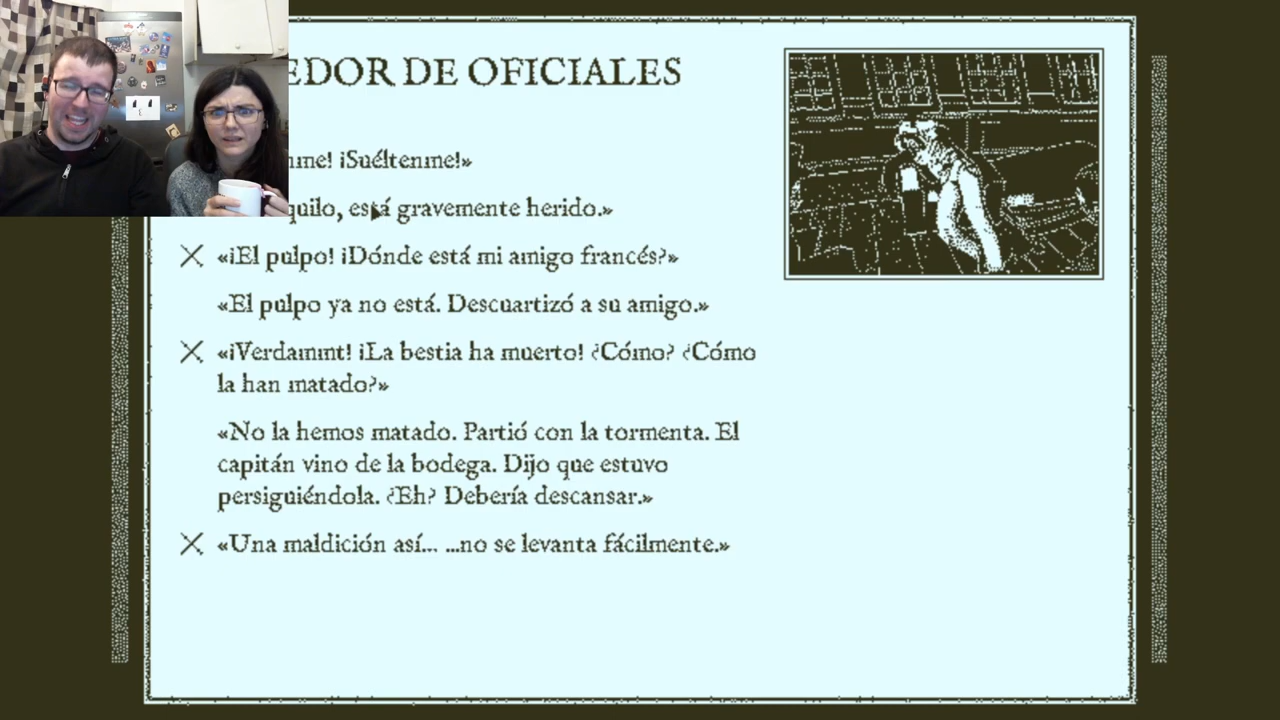 EDOR DE OFICIALES
¡Suéltenme!»
está gravemente herido.»
«¡El pulpo! ¡Dónde está mi amigo francés?»
«El pulpo ya no está. Descuartizó a su amigo.»
«¡Verdammt! ¡La bestia ha muerto! ¿Cómo? ¿Cómo
la han matado?»
«No la hemos matado. Partió con la tormenta. El
capitán vino de la bodega. Dijo que estuvo
persiguiéndola. ¿Eh? Debería descansar.»
«Una maldición así... ...no se levanta fácilmente.»